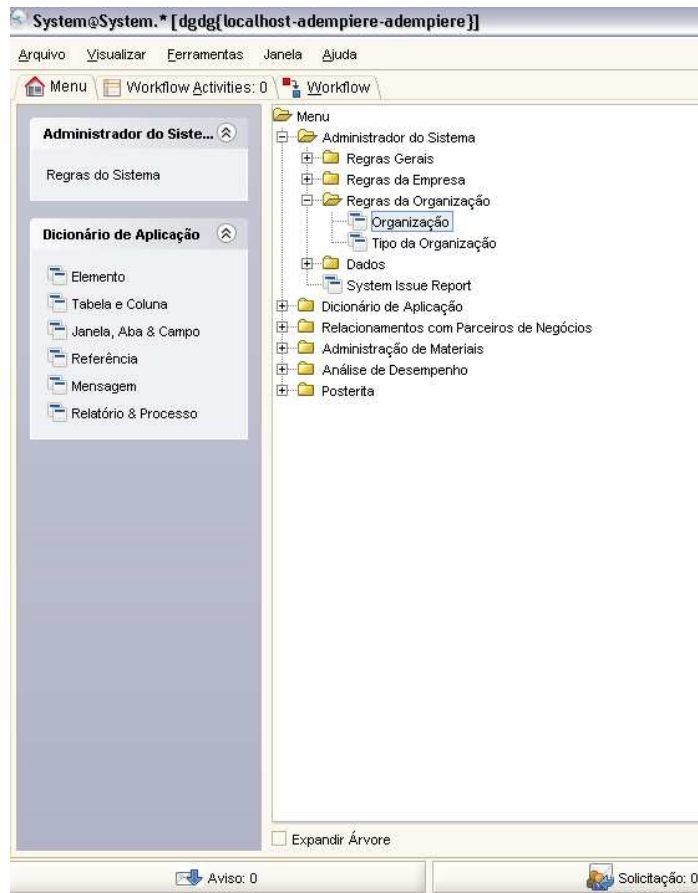 System@System.* [dgdg{localhost-adempiere-adempiere}]
Arquivo Visualizar Ferramentas Janela Ajuda
Menu Workflow Activities: 0 Workflow
Administrador do Siste...
Regras do Sistema
Dicionário de Aplicação
Elemento
Tabela e Coluna
Janela, Aba & Campo
Referência
Mensagem
Relatório & Processo
Menu
Administrador do Sistema
Regras Gerais
Regras da Empresa
Regras da Organização
Organização
Tipo da Organização
Dados
System Issue Report
Dicionário de Aplicação
Relacionamentos com Parceiros de Negócios
Administração de Materiais
Análise de Desempenho
Posterita
Expandir Árvore
Aviso: 0 Solicitação: 0